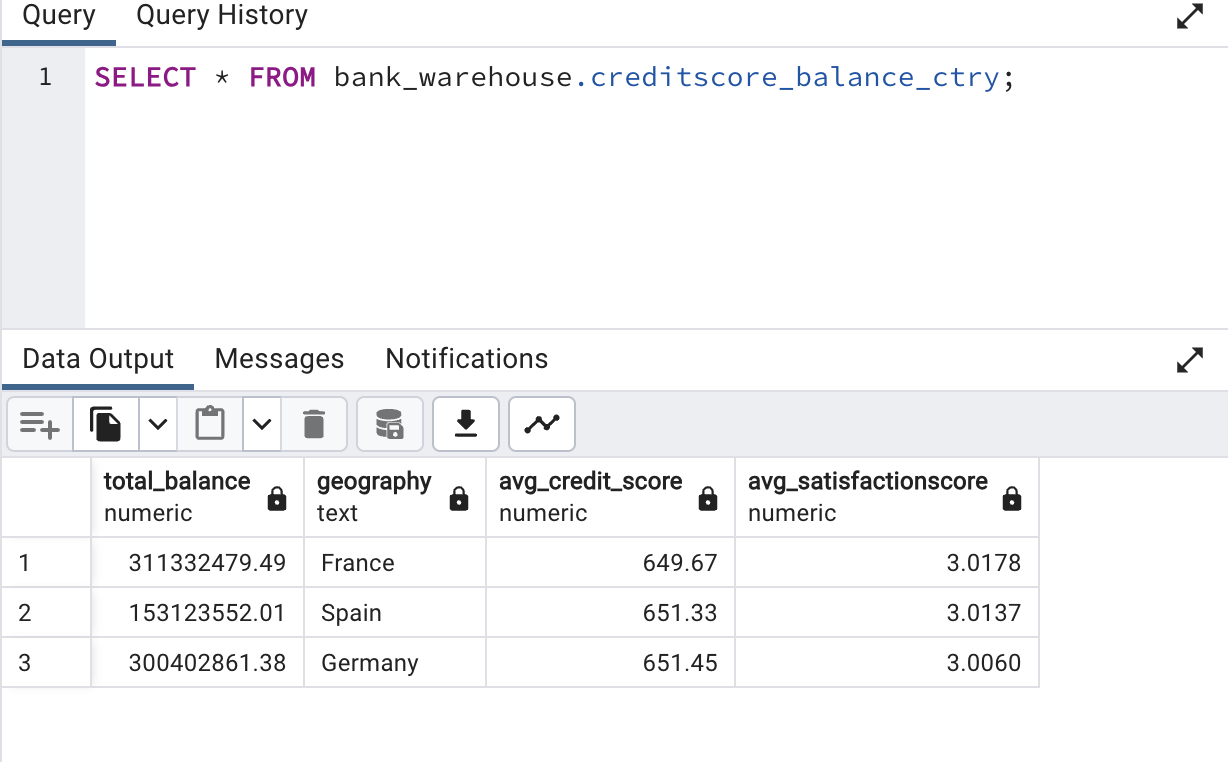 Query Query History
1 SELECT * FROM bank_warehouse.creditscore_balance_ctry;
Data Output Messages Notifications
total_balance geography avg_credit_score avg_satisfactionscore
numeric text numeric numeric
1 311332479.49 France 649.67 3.0178
2 153123552.01 Spain 651.33 3.0137
3 300402861.38 Germany 651.45 3.0060